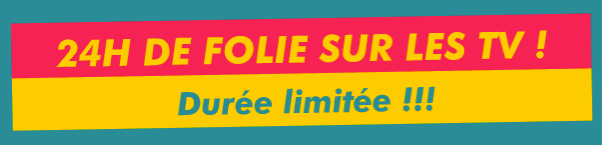 24H DE FOLIE SUR LES TV !
Durée limitée !!!